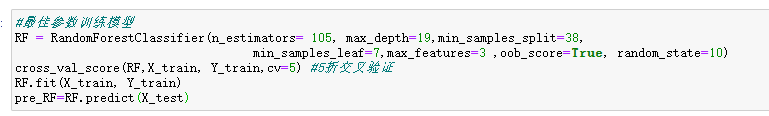 :
#最佳参数训练模型
RF = RandomForestClassifier(n_estimators= 105, max_depth=19,min_samples_split=38,
min_samples_leaf=7,max_features=3 ,oob_score=True, random_state=10)
cross_val_score(RF,X_train, Y_train,cv=5) #5折交叉验证
RF.fit(X_train, Y_train)
pre_RF=RF.predict(X_test)